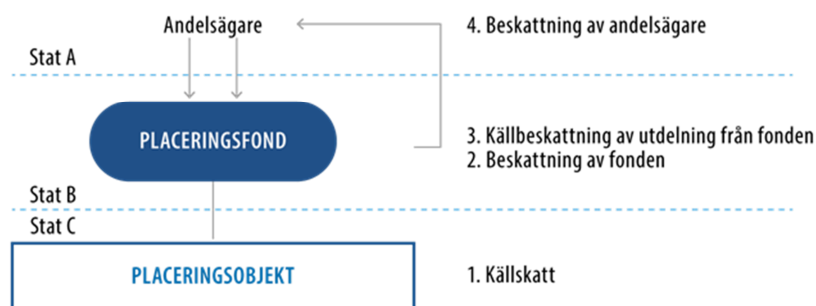 Andelsägare
4. Beskattning av andelsägare
Stat A
PLACERINGSFOND
3. Källbeskattning av utdelning från fonden
2. Beskattning av fonden
Stat B
Stat C
PLACERINGSOBJEKT
1. Källskatt